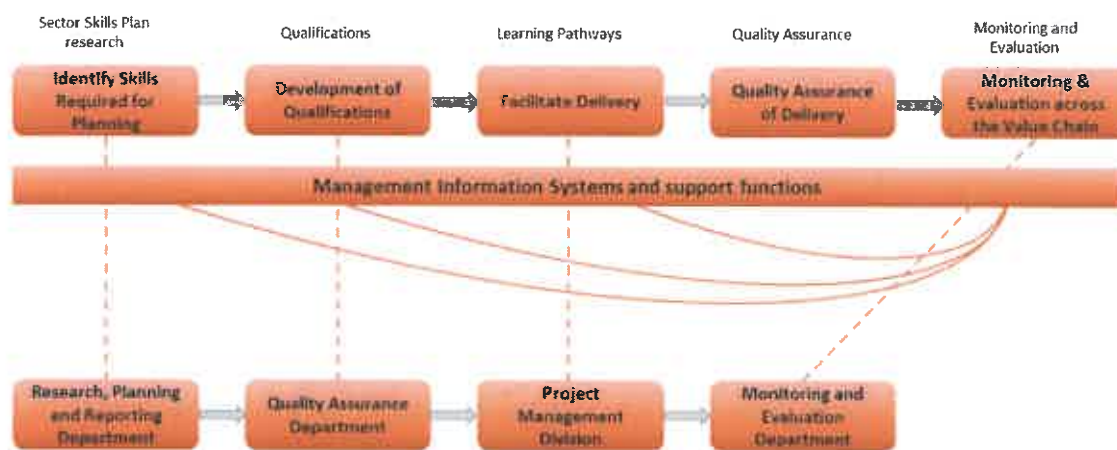 Sector Skills Plan
research
Qualifications
Learning Pathways
Quality Assurance
Monitoring and
Evaluation
Identify Skills
Required for
Planning
Development of
Qualifications
Facilitate Delivery
Quality Assurance
of Delivery
Monitoring &
Evaluation across
the Value Chain
Management Information Systems and support functions
Research, Planning
and Reporting
Department
Quality Assurance
Department
Project
Management
Division
Monitoring and
Evaluation
Department